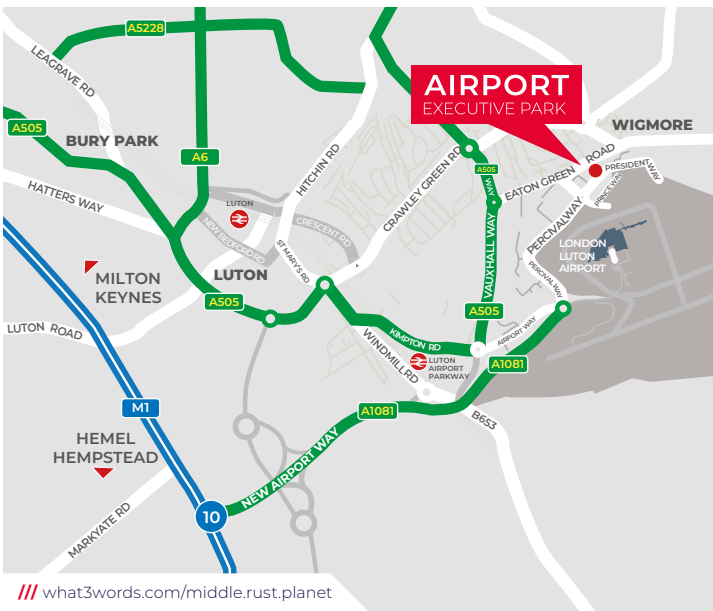 A5228
LEAGRAVE RD
AIRPORT
EXECUTIVE PARK
A505
BURY PARK
WIGMORE
A6
HITCHIN RD
CRAWLEY GREEN RD
A505
WAY
EATON GREEN ROAD
PRESIDENT WAY
PRINCE WAY
HATTERS WAY
LUTON
NEW BEDFORD RD
CRESCENT RD
PERCIVALWAY
VAUXHALL WAY
LONDON
LUTON
AIRPORT
ST MARY'S RD
LUTON
MILTON
KEYNES
PERCIVALWAY
A505
A505
LUTON ROAD
KIMPTON RD
AIRPORT WAY
WINDMILL RD
LUTON
AIRPORT
PARKWAY
A1081
M1
A1081
B653
HEMEL
HEMPSTEAD
NEW AIRPORT WAY
10
MARKYATE RD
/// what3words.com/middle.rust.planet